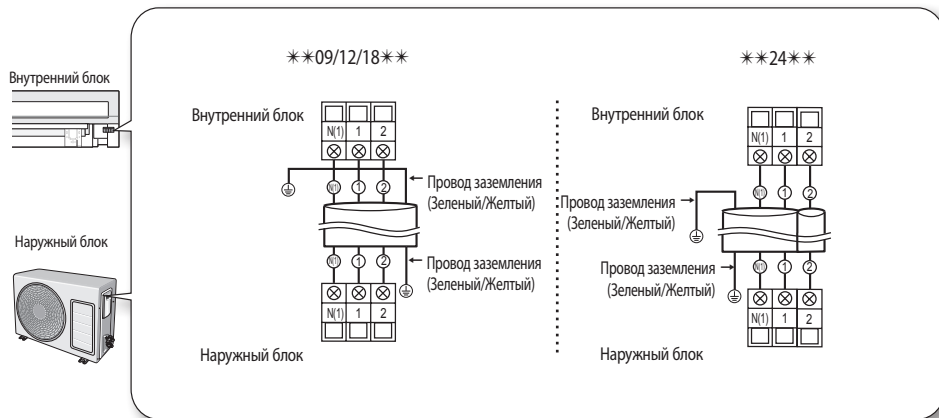 ✴✴09/12/18✴✴
✴✴24✴✴
Внутренний блок
Наружный блок
Внутренний блок
N(1) 1 2
N(1) 1 2
Провод заземления
(Зеленый/Желтый)
N(1) 1 2
Провод заземления
(Зеленый/Желтый)
N(1) 1 2
Наружный блок
Внутренний блок
N(1) 1 2
N(1) 1 2
Провод заземления
(Зеленый/Желтый)
N(1) 1 2
Провод заземления
(Зеленый/Желтый)
N(1) 1 2
Наружный блок